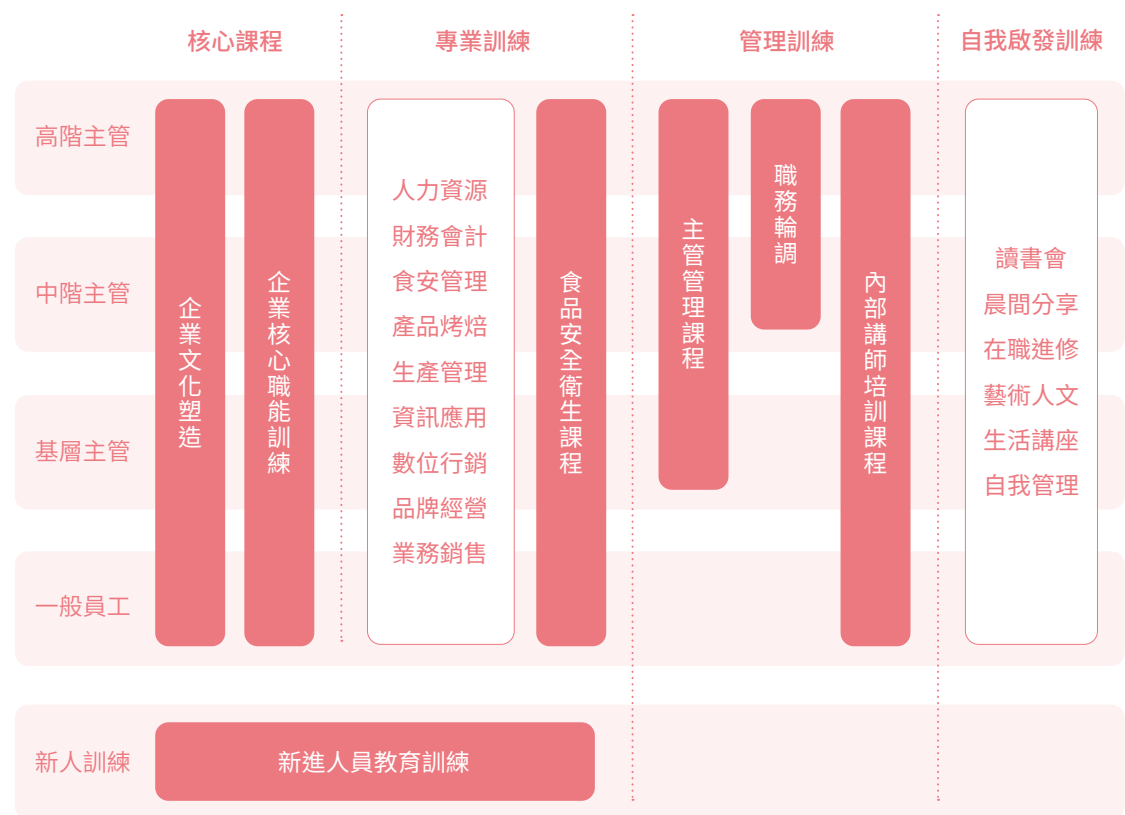 核心課程
專業訓練
管理訓練
自我啟發訓練
高階主管
中階主管
基層主管
一般員工
新人訓練
企業文化塑造
企業核心職能訓練
人力資源
財務會計
食安管理
產品烤焙
生產管理
資訊應用
數位行銷
品牌經營
業務銷售
食品安全衛生課程
主管管理課程
職務輪調
內部講師培訓課程
讀書會
晨間分享
在職進修
藝術人文
生活講座
自我管理
新進人員教育訓練